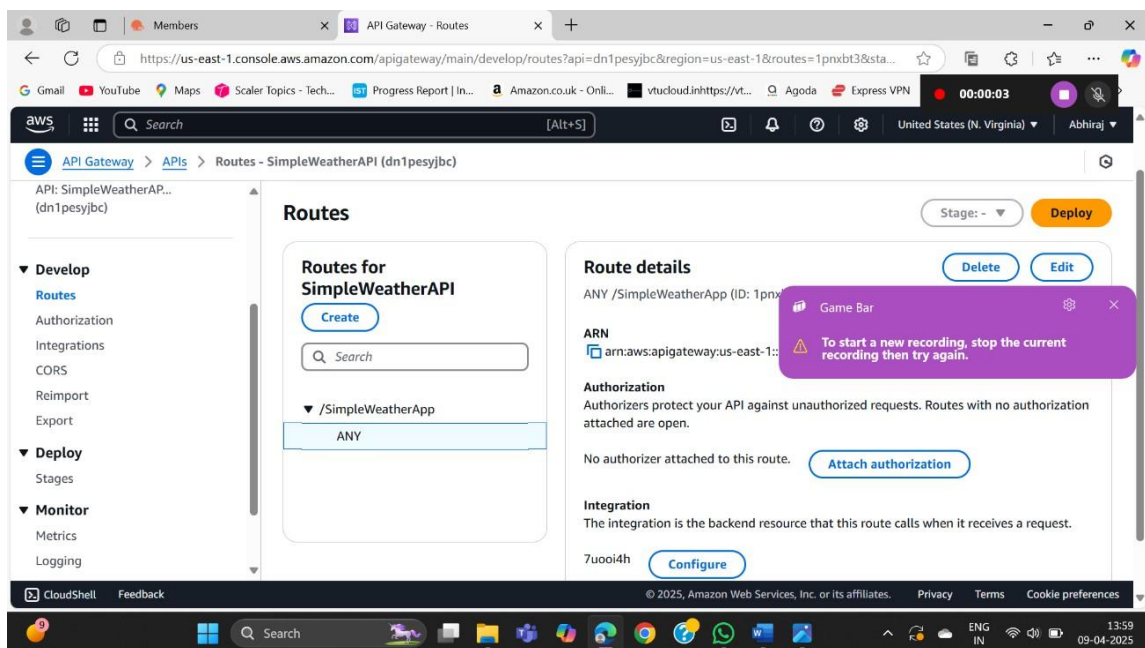 Members
API Gateway - Routes
https://us-east-1.console.aws.amazon.com/apigateway/main/develop/routes?api=dn1pesyjbc&region=us-east-1&routes=1pnxbt3&sta...
Gmail YouTube Maps Scaler Topics - Tech... Progress Report | In... Amazon.co.uk - Onli... vtucloud.inhttps://vt... Agoda Express VPN 00:00:03
aws Search [Alt+S] United States (N. Virginia) Abhiraj
API Gateway > APIs > Routes - SimpleWeatherAPI (dn1pesyjbc)
API: SimpleWeatherAP...
(dn1pesyjbc)
Develop
Routes
Authorization
Integrations
CORS
Reimport
Export
Deploy
Stages
Monitor
Metrics
Logging
Routes
Stage: -
Deploy
Routes for
SimpleWeatherAPI
Create
Search
/SimpleWeatherApp
ANY
Route details
Delete
Edit
ANY /SimpleWeatherApp (ID: 1pnx
ARN
arn:aws:apigateway:us-east-1::
Game Bar
To start a new recording, stop the current
recording then try again.
Authorization
Authorizers protect your API against unauthorized requests. Routes with no authorization
attached are open.
No authorizer attached to this route.
Attach authorization
Integration
The integration is the backend resource that this route calls when it receives a request.
7uooi4h
Configure
CloudShell Feedback © 2025, Amazon Web Services, Inc. or its affiliates. Privacy Terms Cookie preferences
9
Search
ENG
IN
13:59
09-04-2025